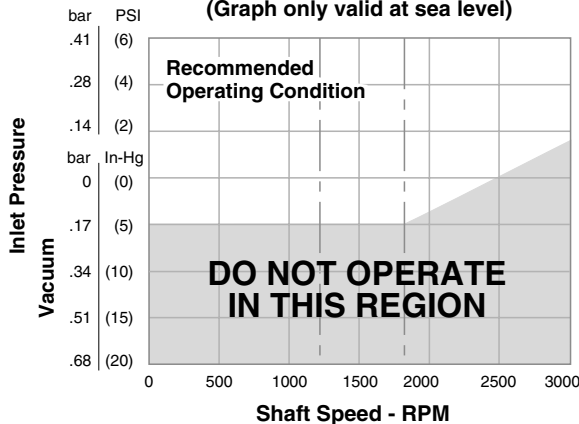 (Graph only valid at sea level)
bar PSI
.41 (6)
Recommended
Operating Condition
.28 (4)
.14 (2)
bar In-Hg
0 (0)
.17 (5)
.34 (10)
.51 (15)
.68 (20)
Inlet Pressure
Vacuum
DO NOT OPERATE
IN THIS REGION
0 500 1000 1500 2000 2500 3000
Shaft Speed - RPM